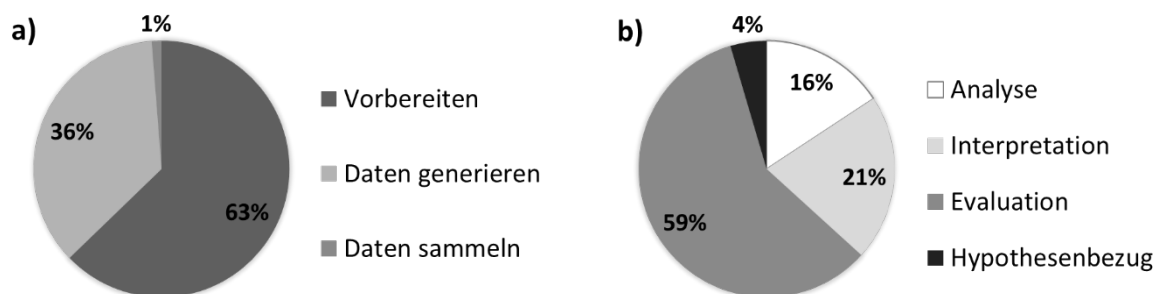 a)
1%
36%
63%
Vorbereiten
Daten generieren
Daten sammeln
b)
4%
16%
21%
59%
Analyse
Interpretation
Evaluation
Hypothesenbezug